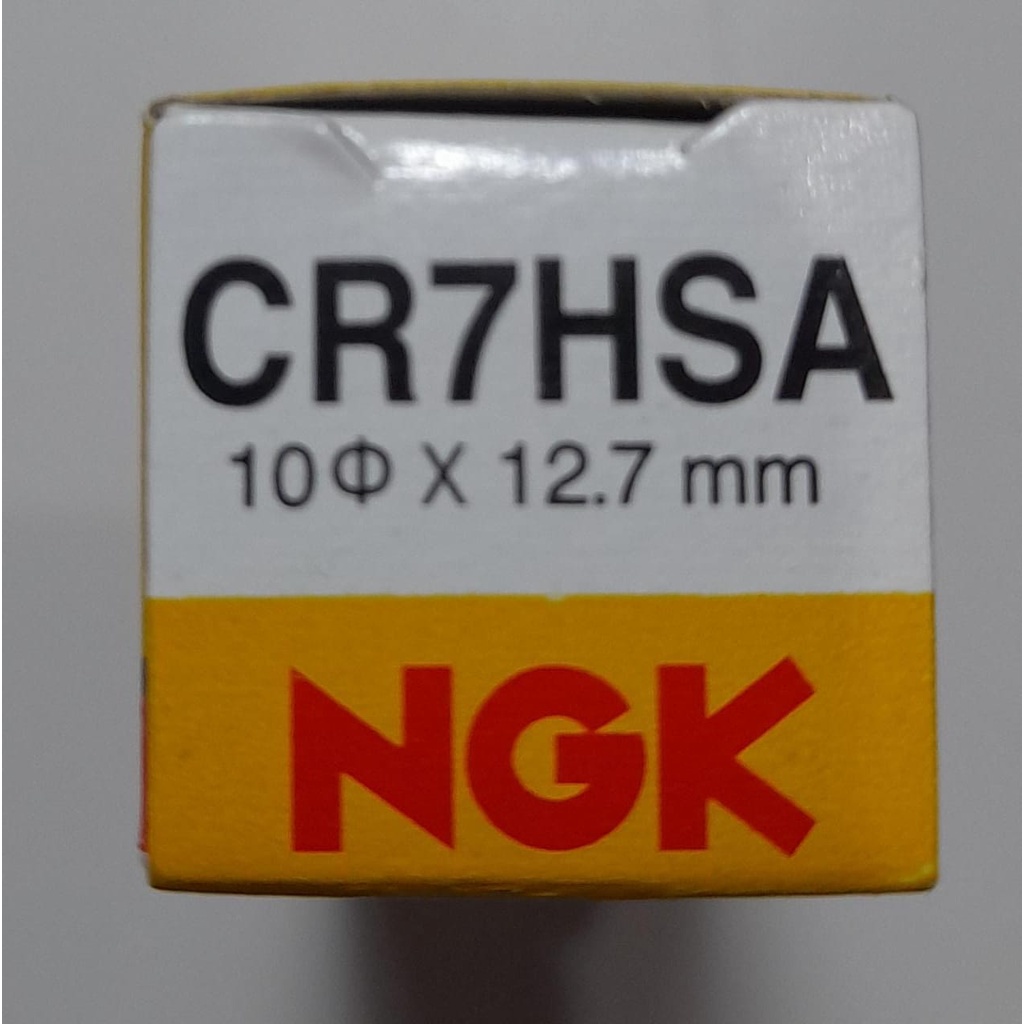 CR7HSA
10Φ X 12.7 mm
NGK